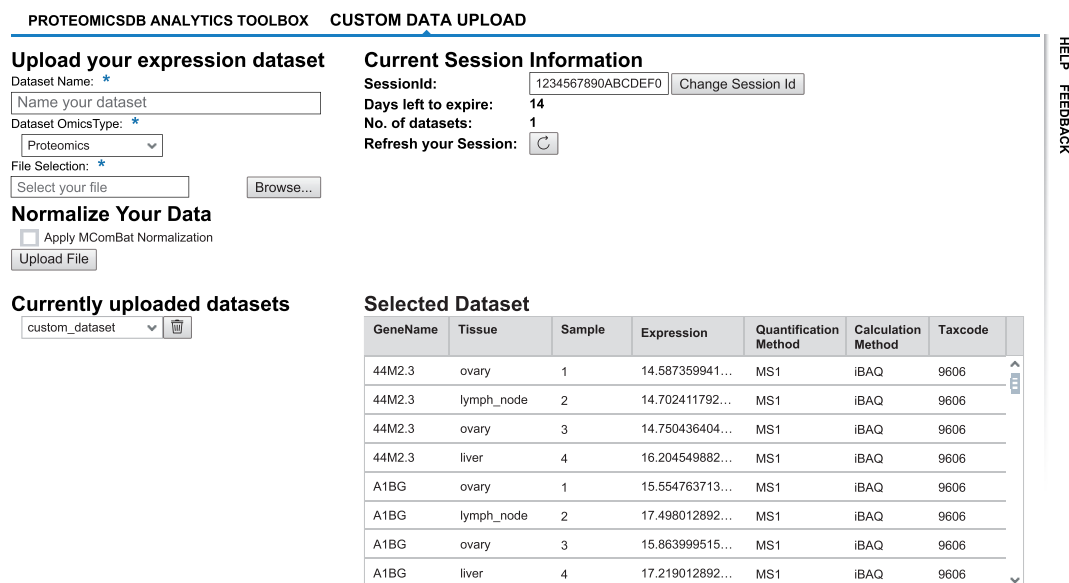 PROTEOMICSDB ANALYTICS TOOLBOX CUSTOM DATA UPLOAD
HELP FEEDBACK
Upload your expression dataset
Dataset Name: *
Name your dataset
Dataset OmicsType: *
Proteomics
File Selection: *
Select your file Browse...
Normalize Your Data
Apply MComBat Normalization
Upload File
Current Session Information
SessionId: 1234567890ABCDEF0 Change Session Id
Days left to expire: 14
No. of datasets: 1
Refresh your Session:
Currently uploaded datasets
custom_dataset
Selected Dataset
GeneName Tissue Sample Expression Quantification Method Calculation Method Taxcode
44M2.3 ovary 1 14.587359941... MS1 iBAQ 9606
44M2.3 lymph_node 2 14.702411792... MS1 iBAQ 9606
44M2.3 ovary 3 14.750436404... MS1 iBAQ 9606
44M2.3 liver 4 16.204549882... MS1 iBAQ 9606
A1BG ovary 1 15.554763713... MS1 iBAQ 9606
A1BG lymph_node 2 17.498012892... MS1 iBAQ 9606
A1BG ovary 3 15.863999515... MS1 iBAQ 9606
A1BG liver 4 17.219012892... MS1 iBAQ 9606